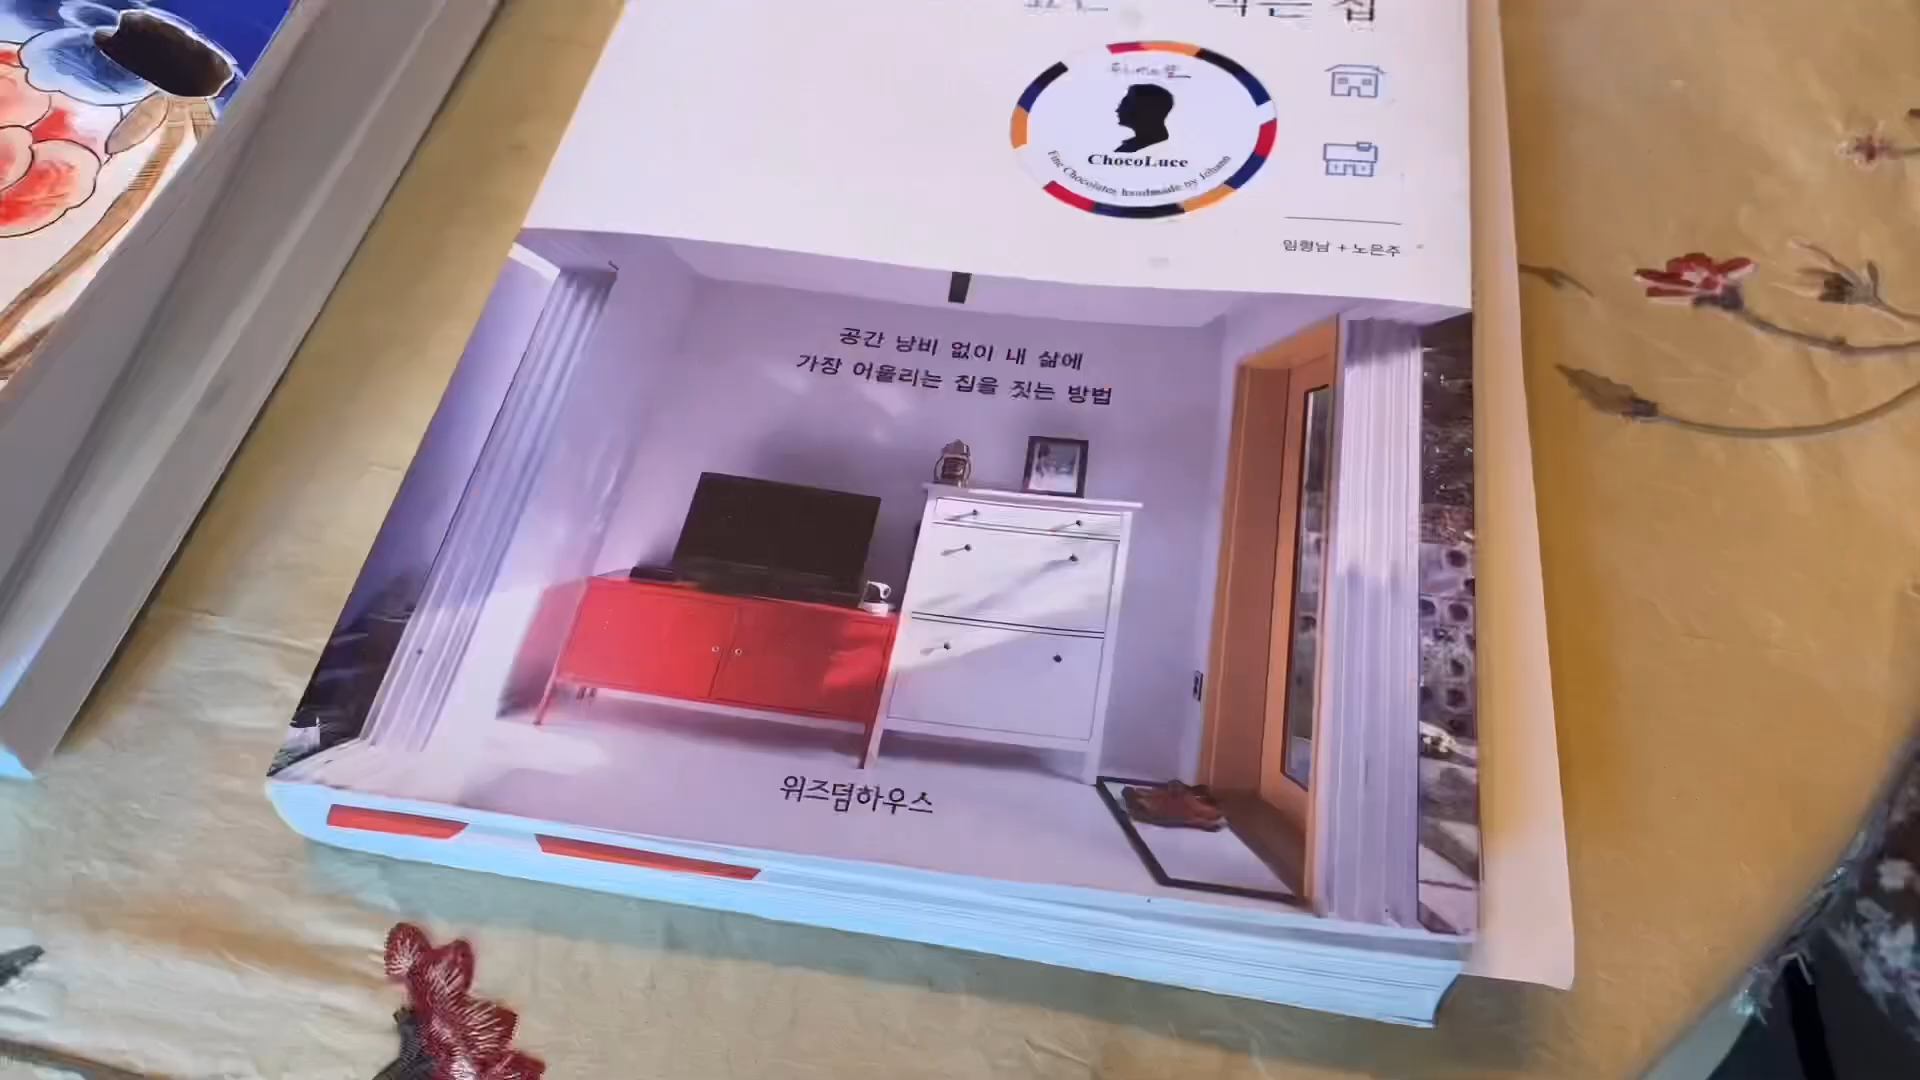 작은 집
ChocoLuce
Fine Chocolates handmade by Johann
임형남 + 노은주
공간 낭비 없이 내 삶에
가장 어울리는 집을 짓는 방법
위즈덤하우스